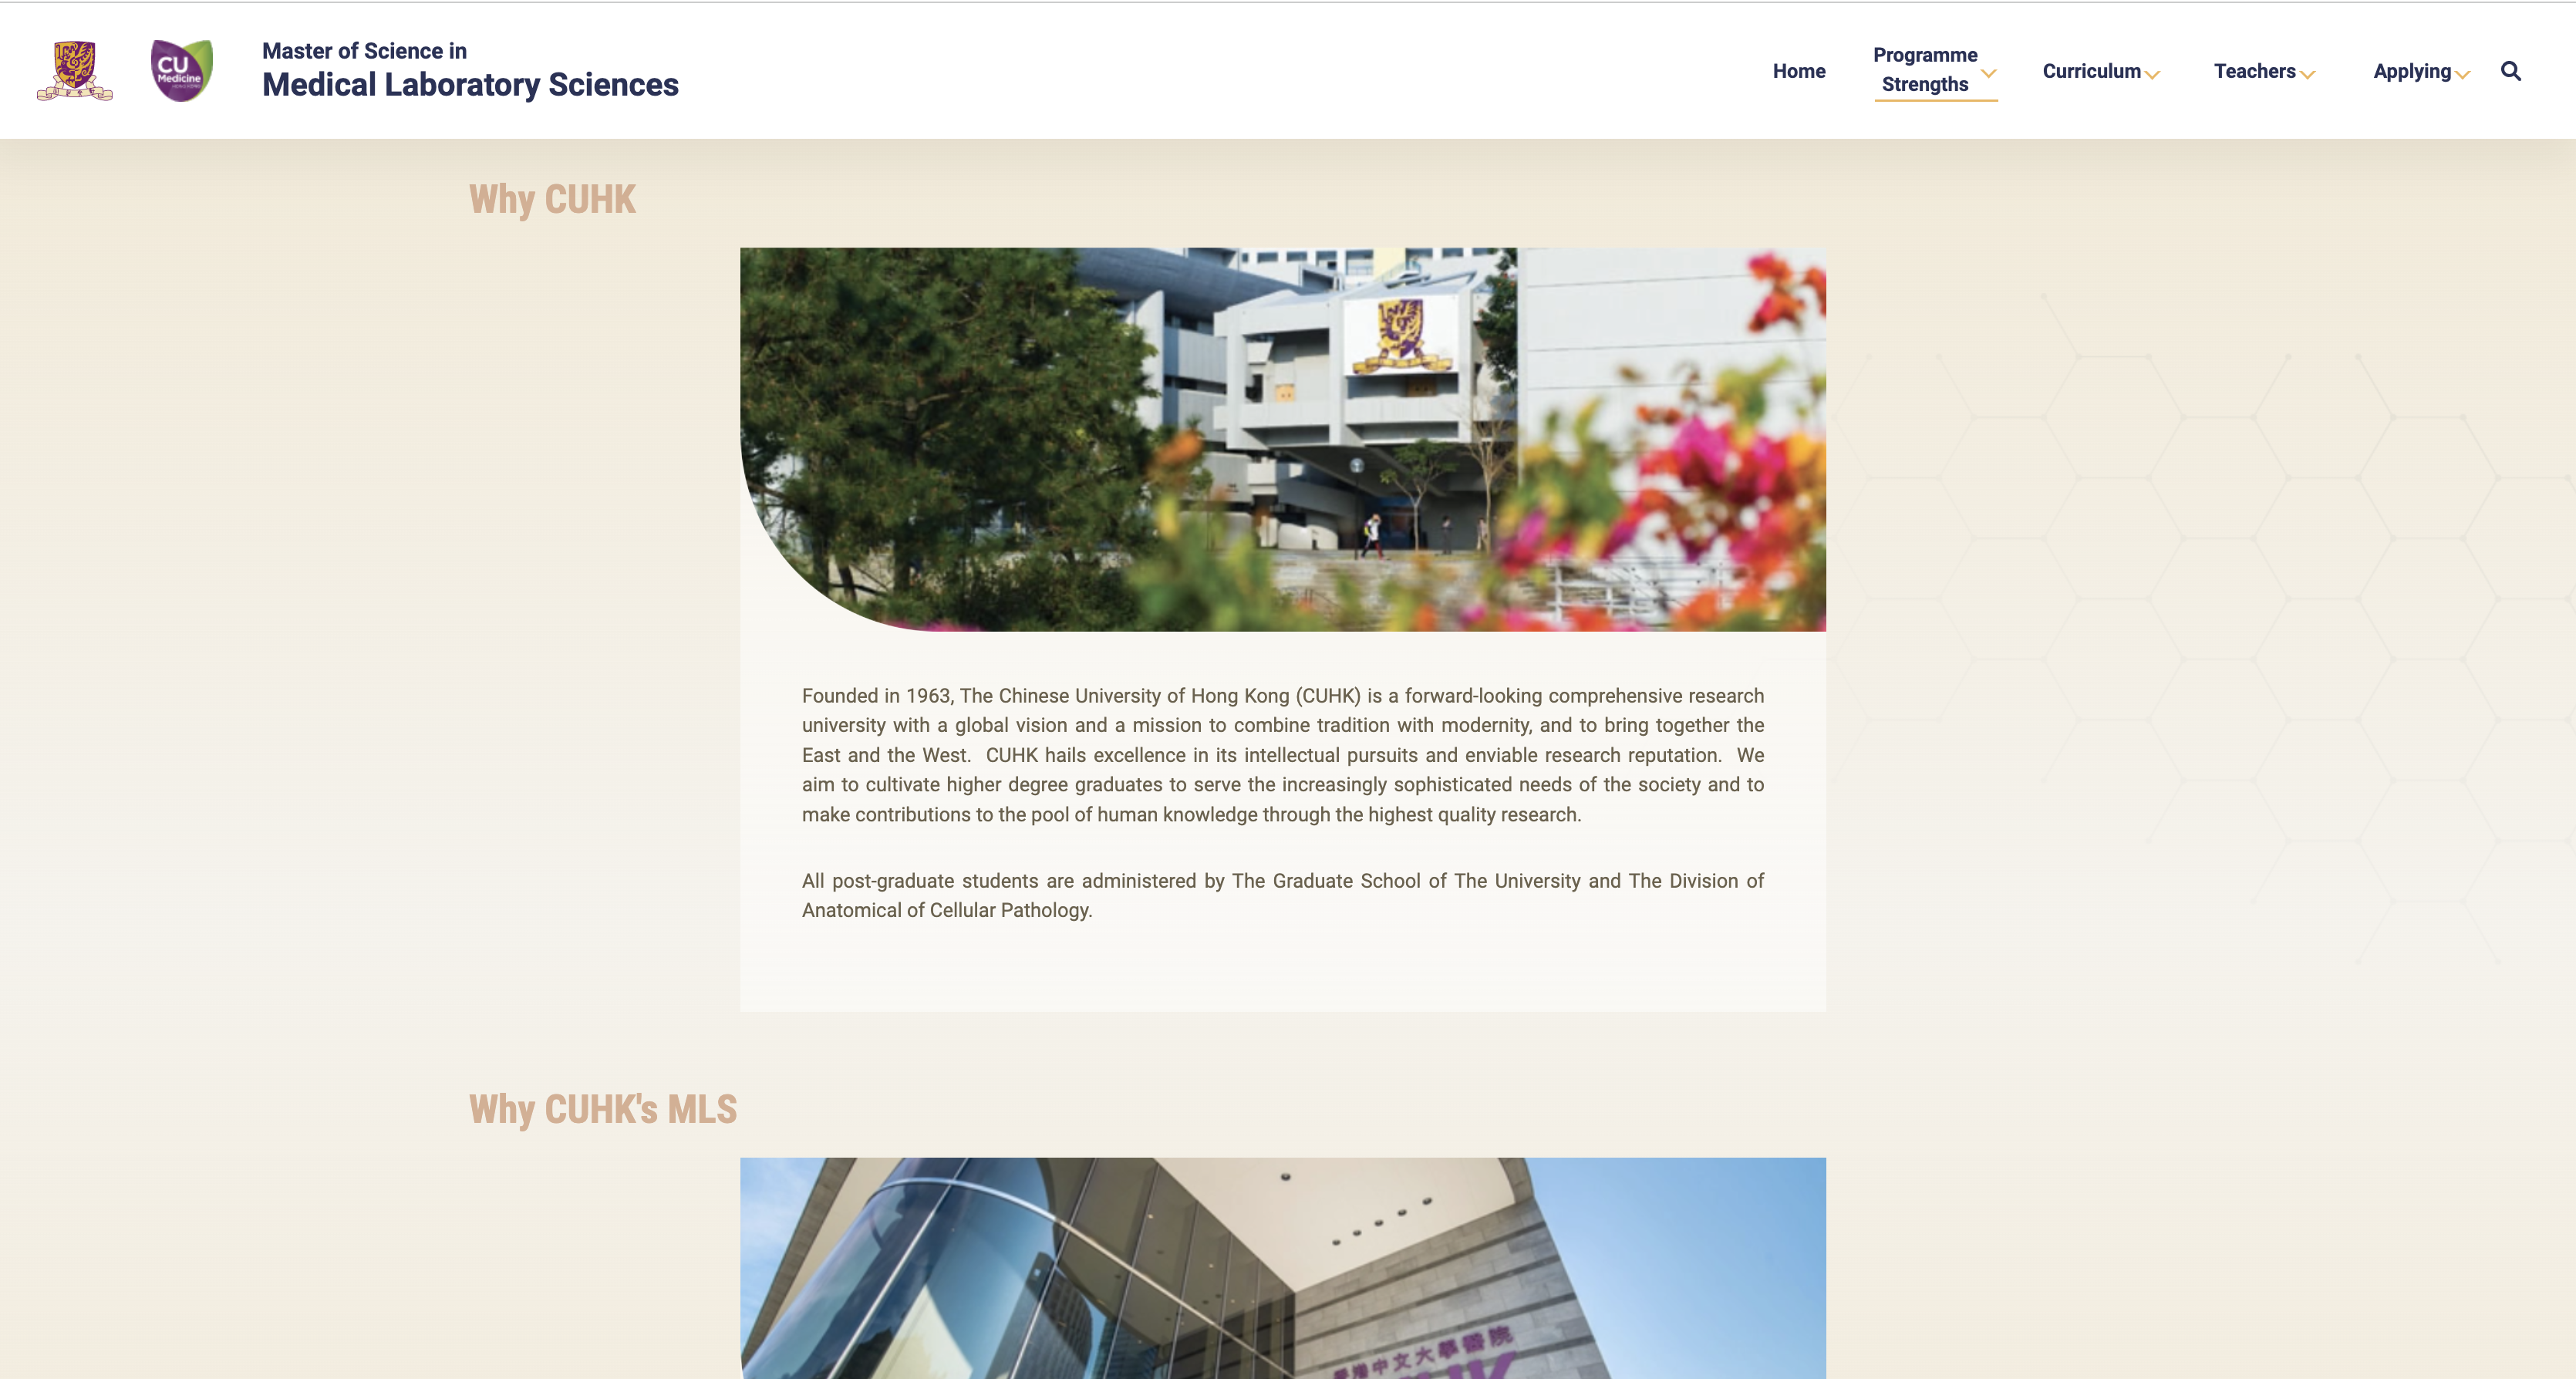 CU
Medicine
Master of Science in
Medical Laboratory Sciences
Home
Programme
Strengths
Curriculum
Teachers
Applying
Why CUHK
Founded in 1963, The Chinese University of Hong Kong (CUHK) is a forward-looking comprehensive research
university with a global vision and a mission to combine tradition with modernity, and to bring together the
East and the West.  CUHK hails excellence in its intellectual pursuits and enviable research reputation.  We
aim to cultivate higher degree graduates to serve the increasingly sophisticated needs of the society and to
make contributions to the pool of human knowledge through the highest quality research.
All post-graduate students are administered by The Graduate School of The University and The Division of
Anatomical of Cellular Pathology.
Why CUHK's MLS
香港中文大學醫院